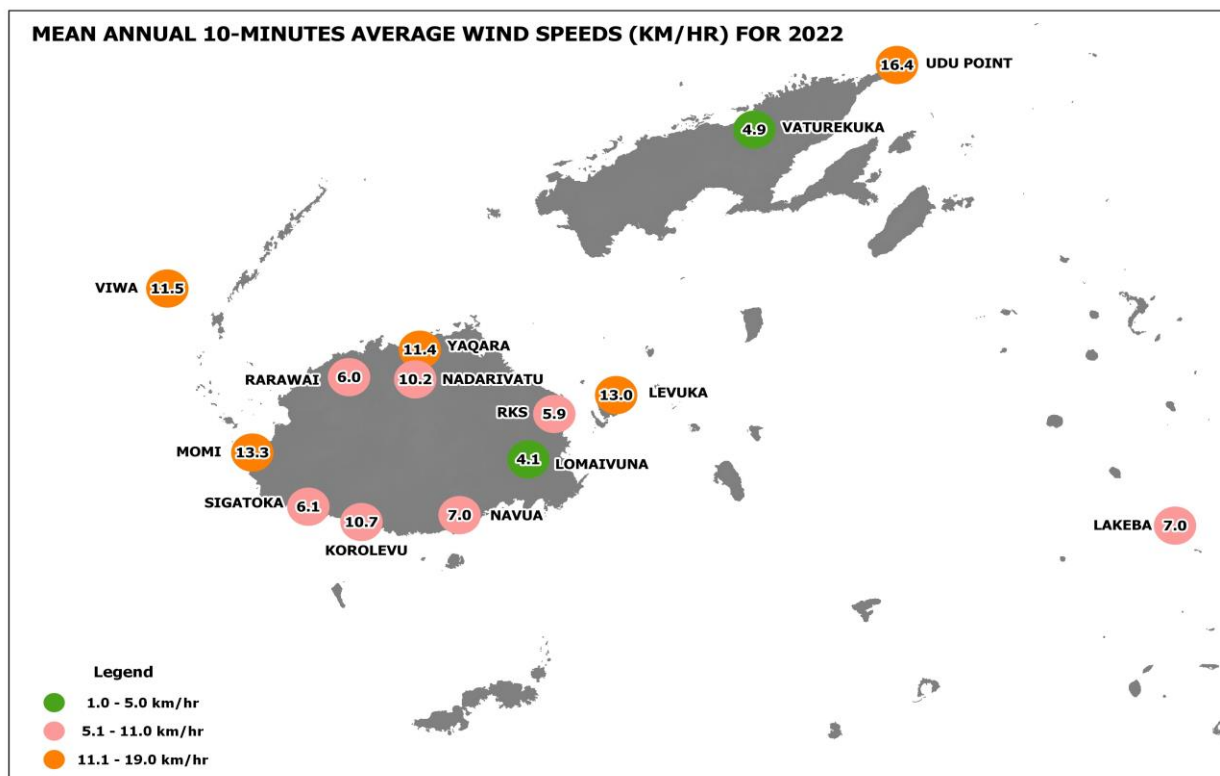 MEAN ANNUAL 10-MINUTES AVERAGE WIND SPEEDS (KM/HR) FOR 2022
16.4 UDU POINT
4.9 VATUREKUKA
VIWA 11.5
11.4 YAQARA
RARAWAI 6.0
10.2 NADARIVATU
13.0 LEVUKA
RKS 5.9
MOMI 13.3
4.1 LOMAIVUNA
SIGATOKA 6.1
10.7
KOROLEVU
7.0 NAVUA
LAKEBA 7.0
Legend
1.0 - 5.0 km/hr
5.1 - 11.0 km/hr
11.1 - 19.0 km/hr